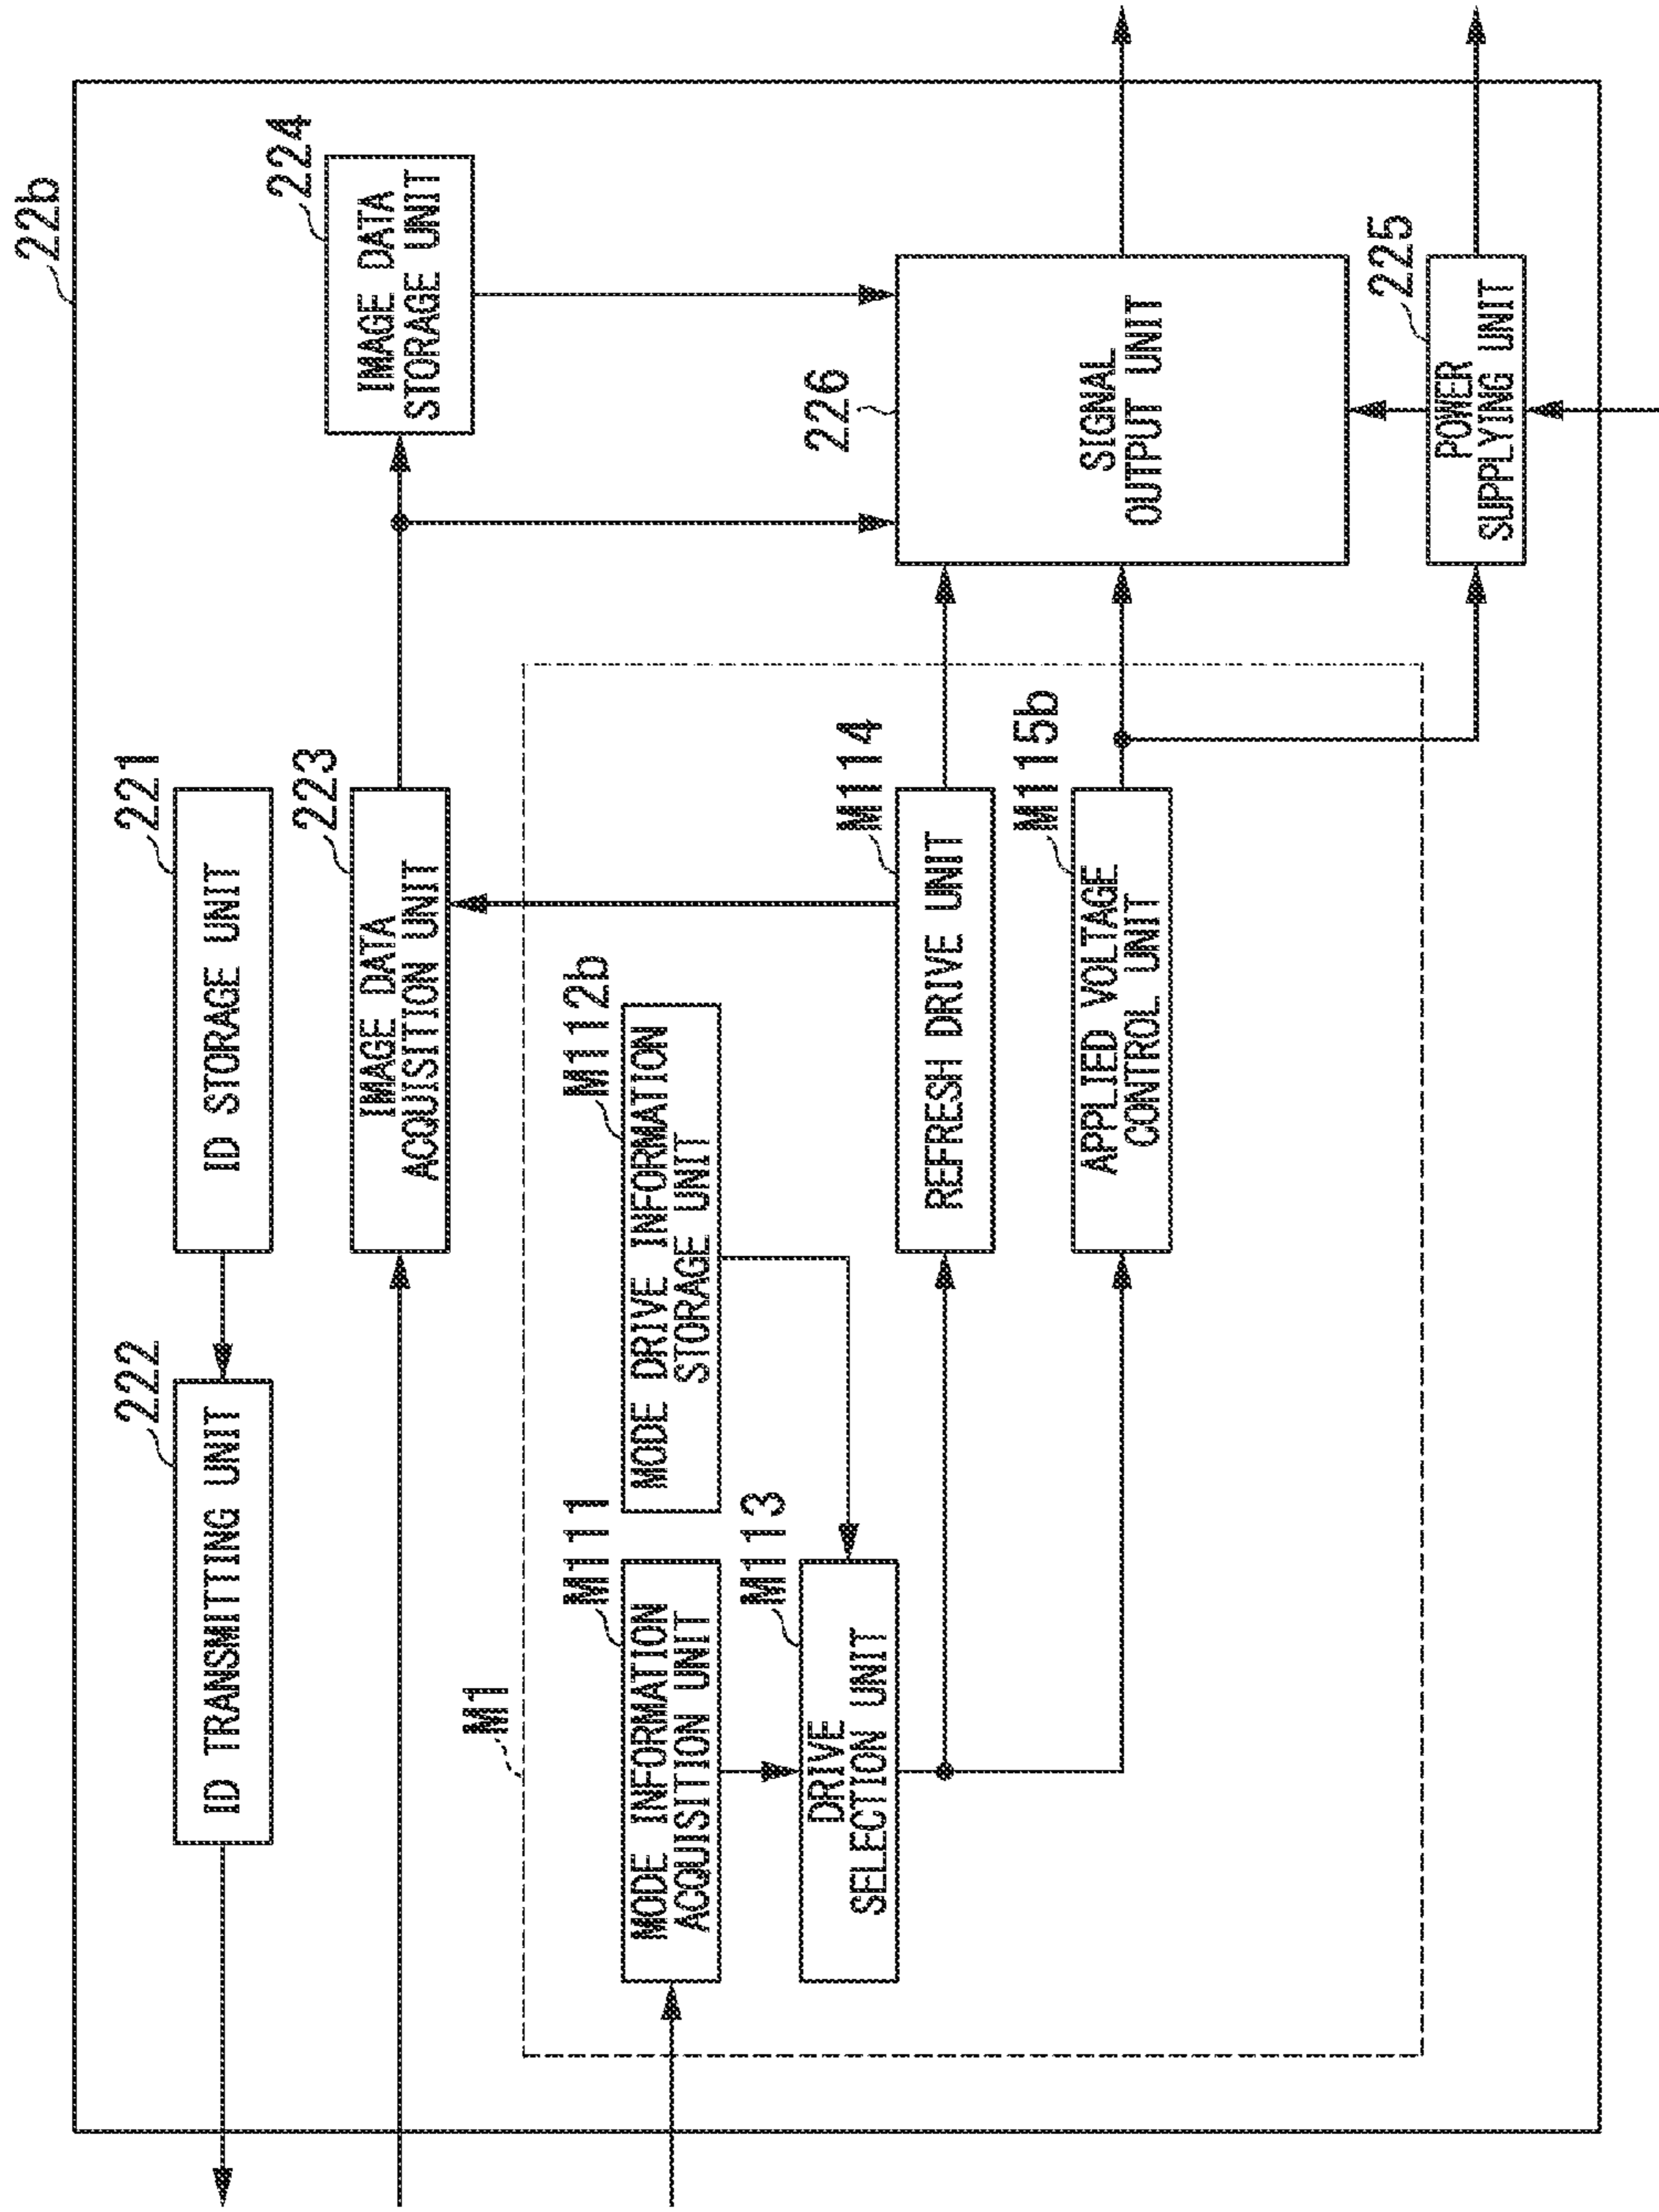 22b
222
ID TRANSMITTING UNIT
221
ID STORAGE UNIT
223
IMAGE DATA
ACQUISITION UNIT
224
IMAGE DATA
STORAGE UNIT
M1
M111
MODE INFORMATION
ACQUISITION UNIT
M112b
MODE DRIVE INFORMATION
STORAGE UNIT
M113
DRIVE
SELECTION UNIT
M114
REFRESH DRIVE UNIT
M115b
APPLIED VOLTAGE
CONTROL UNIT
226
SIGNAL
OUTPUT UNIT
225
POWER
SUPPLYING UNIT